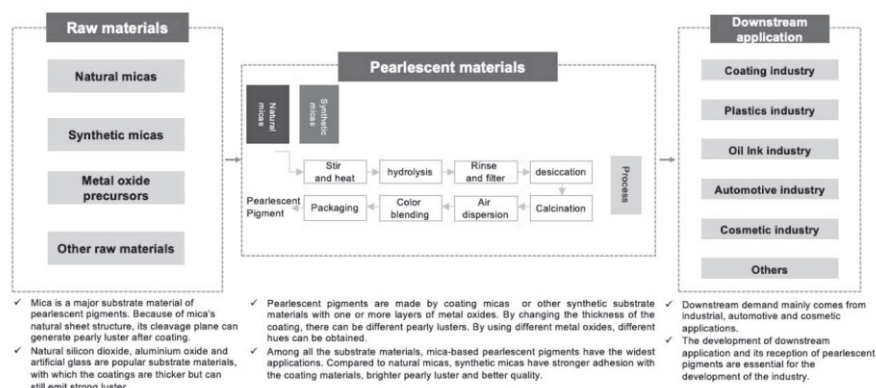 Raw materials
Natural micas
Synthetic micas
Metal oxide
precursors
Other raw materials
✓ Mica is a major substrate material of
pearlescent pigments. Because of mica's
natural sheet structure, its cleavage plane can
generate pearly luster after coating.
✓ Natural silicon dioxide, aluminium oxide and
artificial glass are popular substrate materials,
with which the coatings are thicker but can
still emit strong luster
Pearlescent materials
Natural
micas
Synthetic
micas
Stir
and heat
hydrolysis
Rinse
and filter
desiccation
Process
Calcination
Air
dispersion
Color
blending
Packaging
Pearlescent
Pigment
✓ Pearlescent pigments are made by coating micas or other synthetic substrate
materials with one or more layers of metal oxides. By changing the thickness of the
coating, there can be different pearly lusters. By using different metal oxides, different
hues can be obtained.
✓ Among all the substrate materials, mica-based pearlescent pigments have the widest
applications. Compared to natural micas, synthetic micas have stronger adhesion with
the coating materials, brighter pearly luster and better quality.
Downstream
application
Coating industry
Plastics industry
Oil Ink industry
Automotive industry
Cosmetic industry
Others
✓ Downstream demand mainly comes from
industrial, automotive and cosmetic
applications.
✓ The development of downstream
application and its reception of pearlescent
pigments are essential for the
development of the industry.